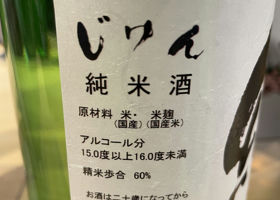 じゅん
純米酒
原材料 米・米麹
(国産)(国産米)
アルコール分
15.0度以上16.0度未満
精米歩合 60%
お酒は二十歳になってから